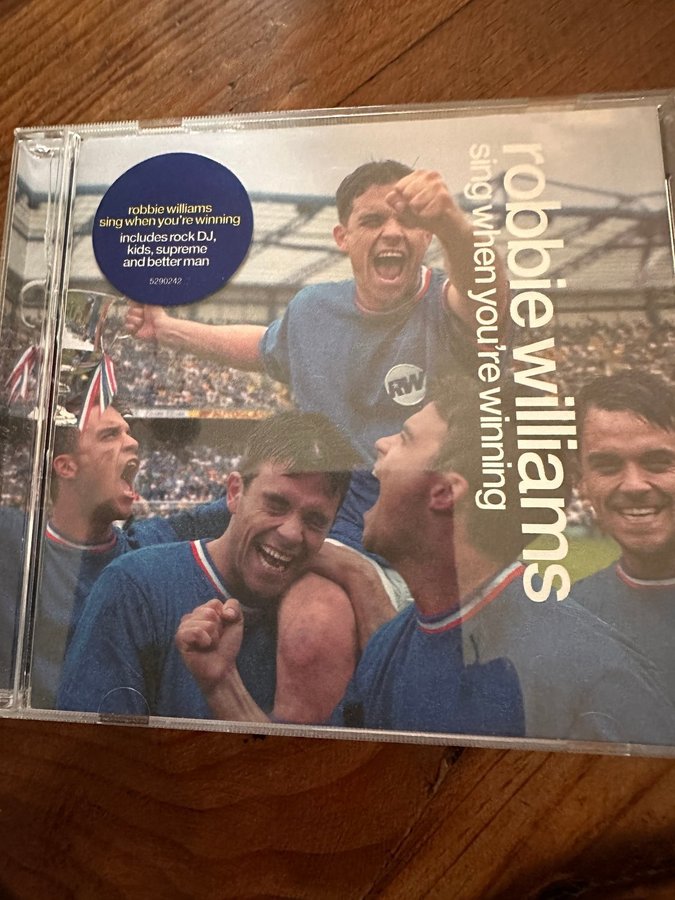 robbie williams
sing when you're winning
includes rock DJ,
kids, supreme
and better man
5290242
robbie williams
sing when you're winning
RW